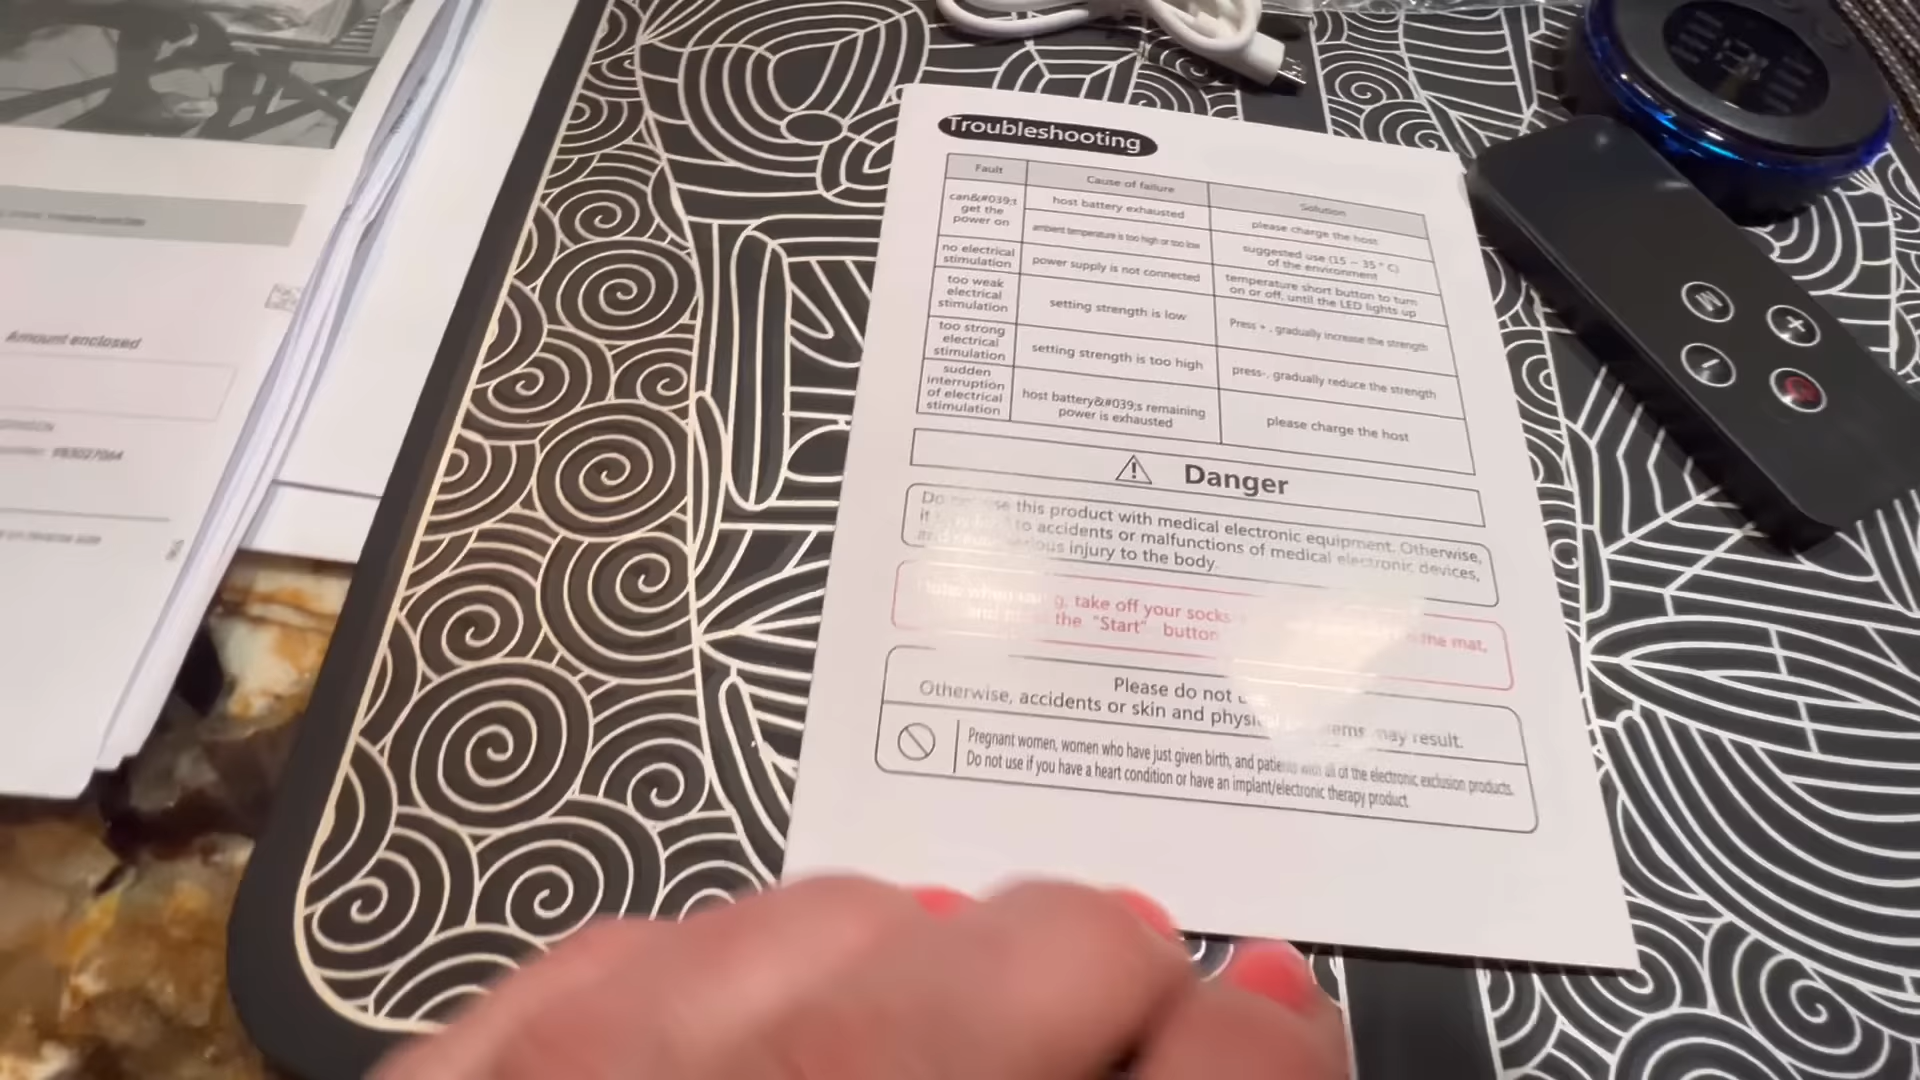 Amount enclosed
Troubleshooting
Fault
Cause of failure
Solution
can&#039;t
get the
power on
host battery exhausted
please charge the host
ambient temperature is too high or too low
suggested use (15 - 35 ° C)
of the environment
no electrical
stimulation
power supply is not connected
temperature short button to turn
on or off, until the LED lights up
too weak
electrical
stimulation
setting strength is low
Press + , gradually increase the strength
too strong
electrical
stimulation
setting strength is too high
press-, gradually reduce the strength
sudden
interruption
of electrical
stimulation
host battery&#039;s remaining
power is exhausted
please charge the host
Danger
Do this product with medical electronic equipment. Otherwise,
it to accidents or malfunctions of medical electronic devices,
injury to the body.
take off your socks the mat,
the "Start" button
Please do not
Otherwise, accidents or skin and may result.
Pregnant women, women who have just given birth, and of the electronic exclusion products.
Do not use if you have a heart condition or have an implant/electronic therapy product.
M
+
-